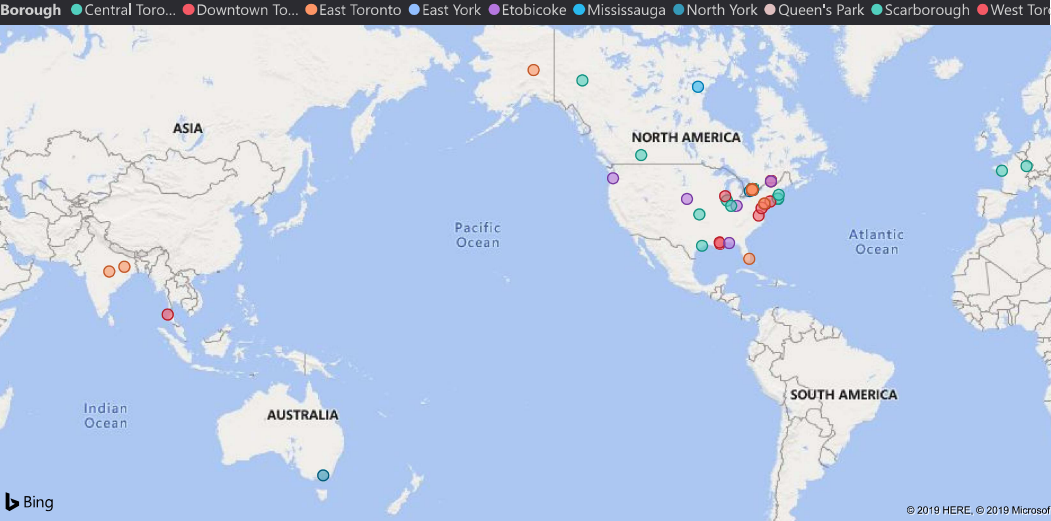 Borough Central Toro... Downtown To... East Toronto East York Etobicoke Mississauga North York Queen's Park Scarborough West Tor
ASIA
NORTH AMERICA
Pacific
Ocean
Atlantic
Ocean
SOUTH AMERICA
Indian
Ocean
AUSTRALIA
Bing
© 2019 HERE, © 2019 Microsof